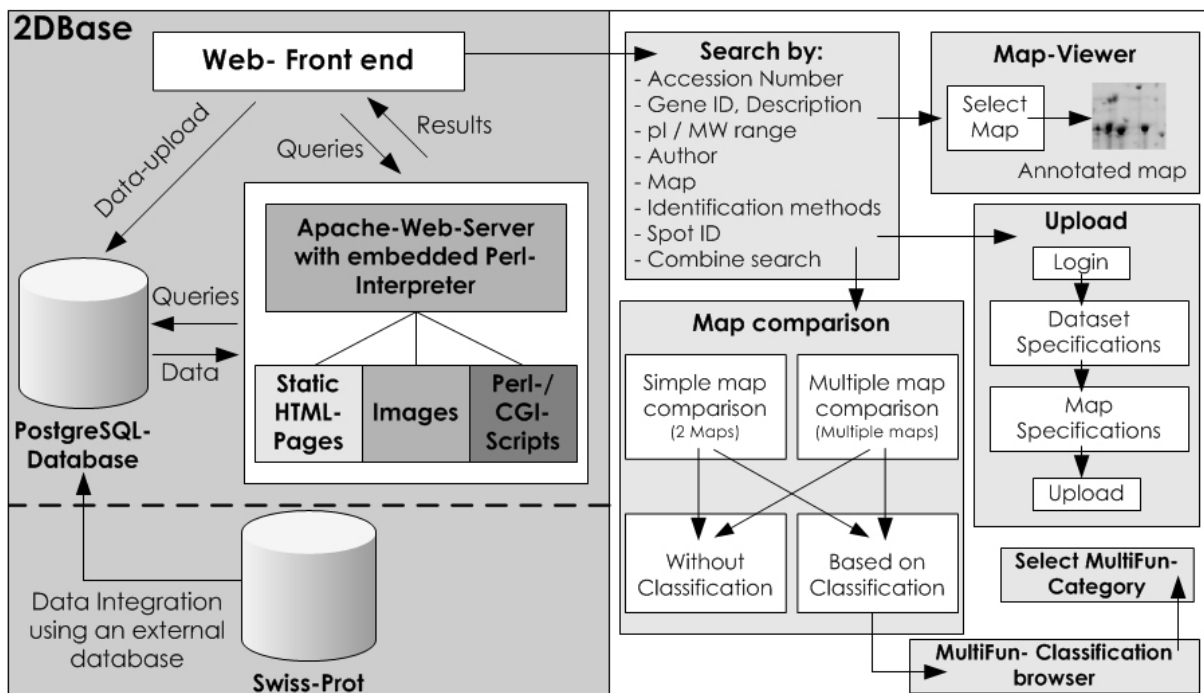 2DBase
Web- Front end
Data-upload
Queries
Results
Apache-Web-Server
with embedded Perl-
Interpreter
Queries
Data
Static
HTML-
Pages
Images
Perl-/
CGI-
Scripts
PostgreSQL-
Database
Data Integration
using an external
database
Swiss-Prot
Search by:
- Accession Number
- Gene ID, Description
- pI / MW range
- Author
- Map
- Identification methods
- Spot ID
- Combine search
Map-Viewer
Select
Map
Annotated map
Upload
Login
Dataset
Specifications
Map
Specifications
Upload
Map comparison
Simple map
comparison
(2 Maps)
Multiple map
comparison
(Multiple maps)
Without
Classification
Based on
Classification
Select MultiFun-
Category
MultiFun- Classification
browser